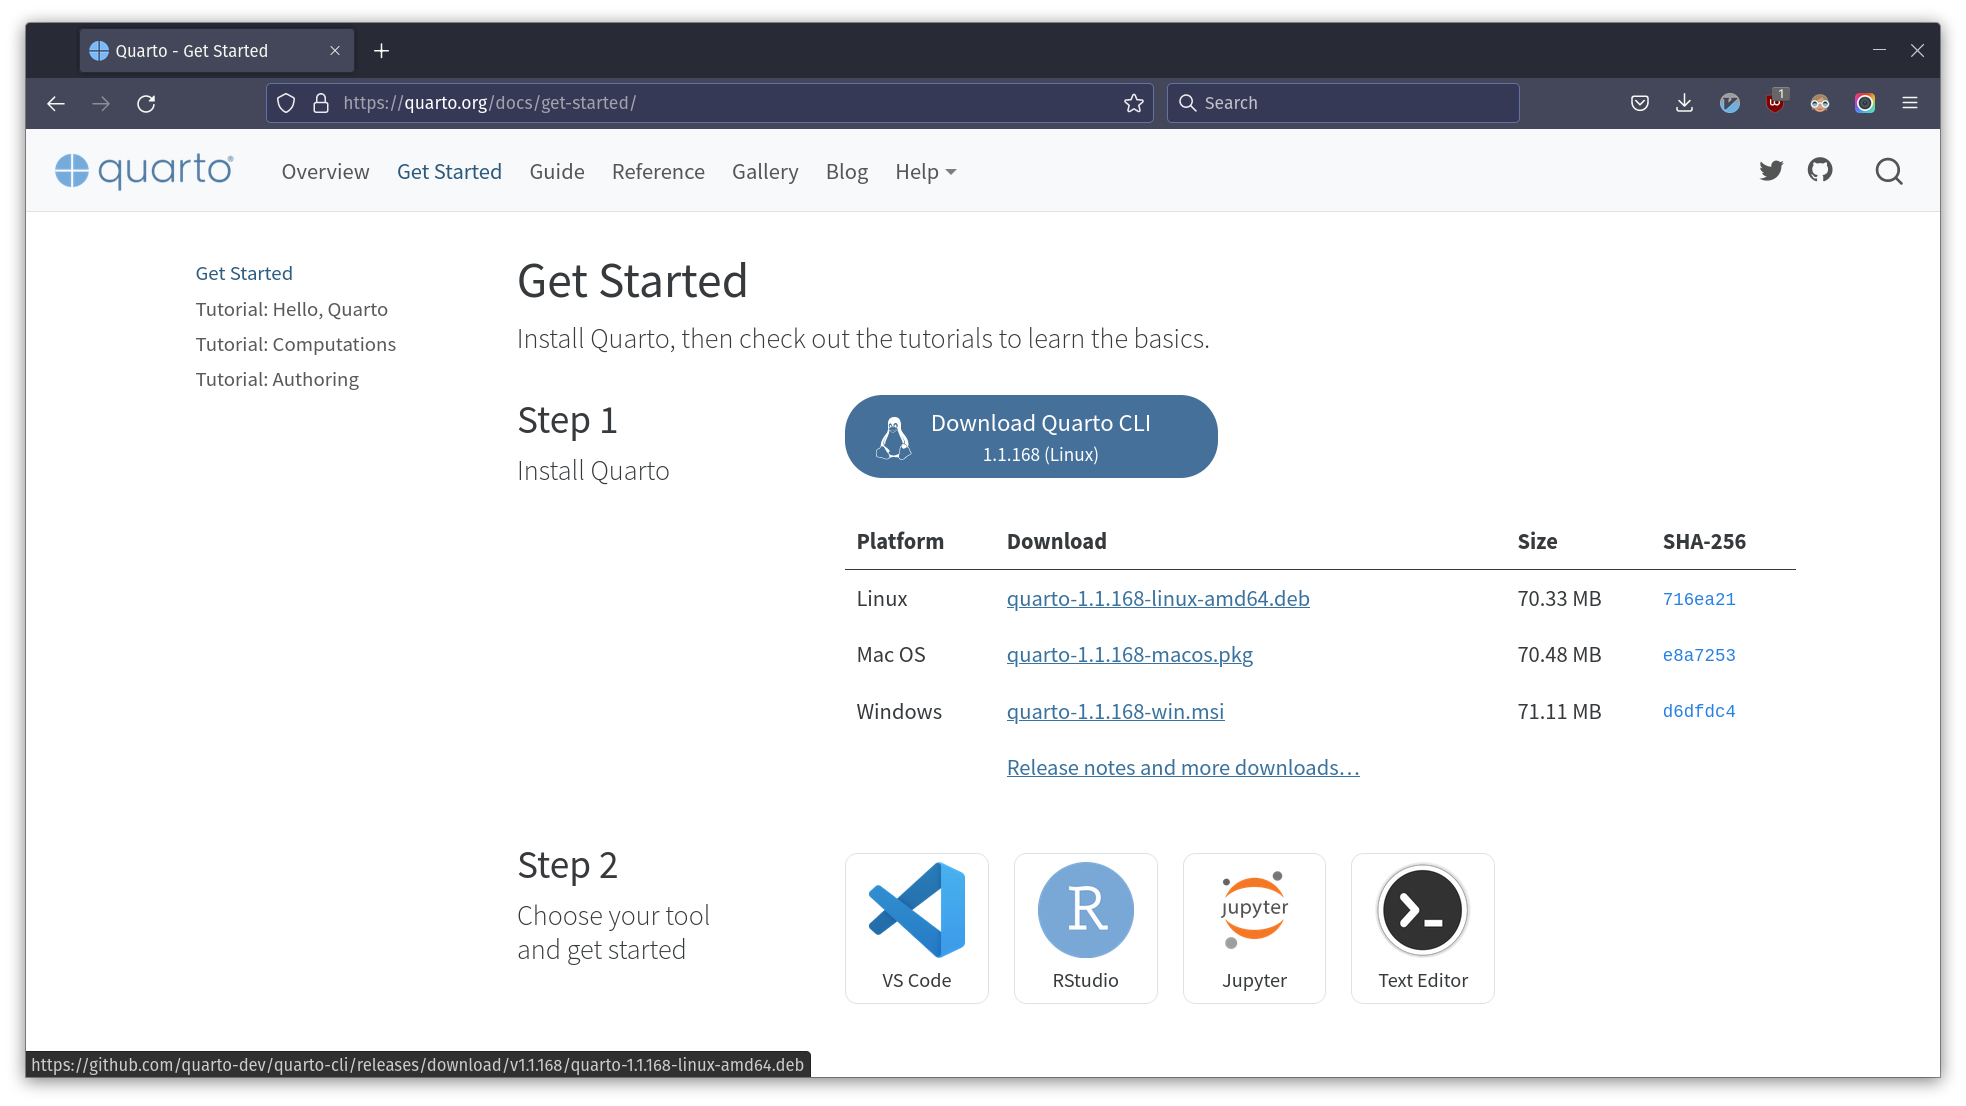 Quarto - Get Started
https://quarto.org/docs/get-started/
Search
1
quarto®
Overview Get Started Guide Reference Gallery Blog Help
Get Started
Tutorial: Hello, Quarto
Tutorial: Computations
Tutorial: Authoring
Get Started
Install Quarto, then check out the tutorials to learn the basics.
Step 1
Install Quarto
Download Quarto CLI
1.1.168 (Linux)
Platform Download Size SHA-256
Linux quarto-1.1.168-linux-amd64.deb 70.33 MB 716ea21
Mac OS quarto-1.1.168-macos.pkg 70.48 MB e8a7253
Windows quarto-1.1.168-win.msi 71.11 MB d6dfdc4
Release notes and more downloads…
Step 2
Choose your tool
and get started
VS Code
R
RStudio
jupyter
Jupyter
Text Editor
https://github.com/quarto-dev/quarto-cli/releases/download/v1.1.168/quarto-1.1.168-linux-amd64.deb